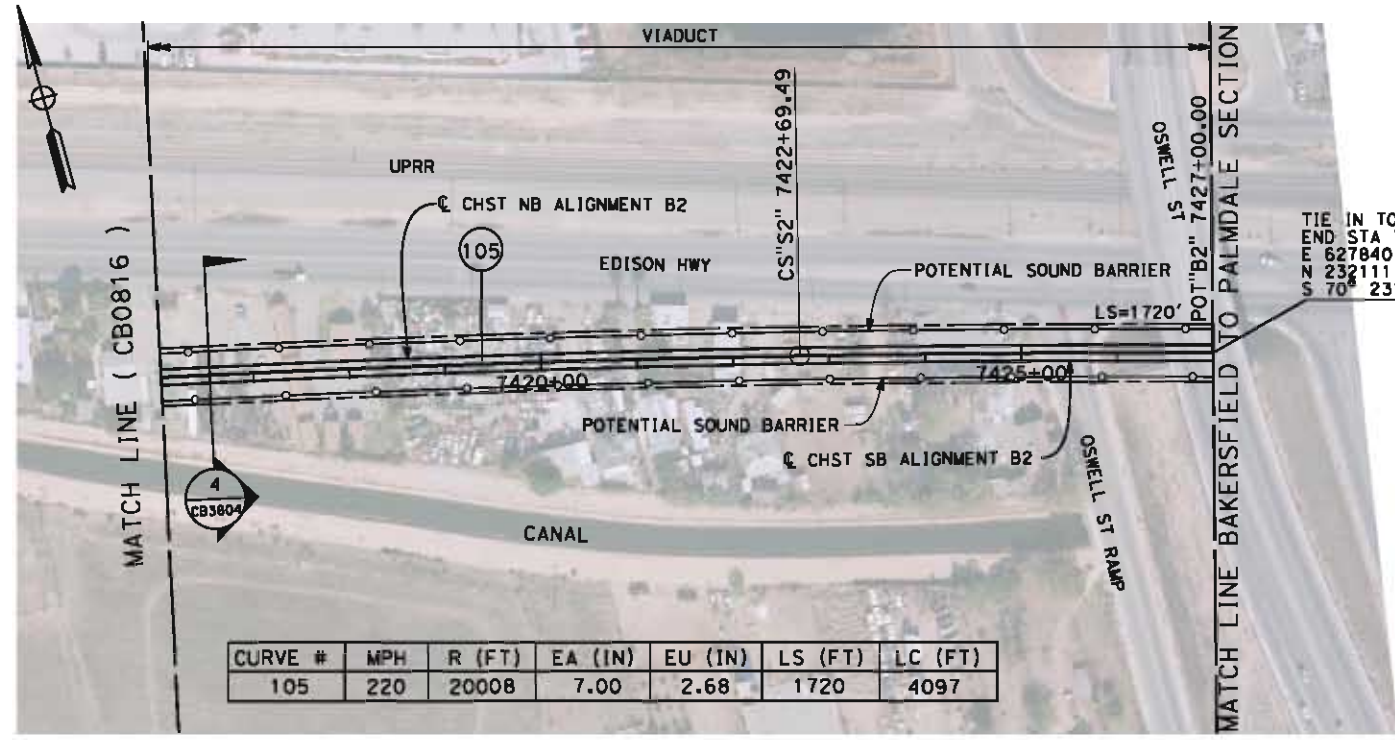 VIADUCT
UPRR
℄ CHST NB ALIGNMENT B2
105
EDISON HWY
CS"S2" 7422+69.49
POTENTIAL SOUND BARRIER
OSWELL ST
POT"B2" 7427+00.00
LS=1720'
TIE IN TO
END STA
E 627840
N 232111
S 70° 23'
MATCH LINE ( CB0816 )
7420+00
7425+00
POTENTIAL SOUND BARRIER
℄ CHST SB ALIGNMENT B2
4
CB3804
CANAL
OSWELL ST RAMP
MATCH LINE BAKERSFIELD TO PALMDALE SECTION
CURVE # MPH R (FT) EA (IN) EU (IN) LS (FT) LC (FT)
105 220 20008 7.00 2.68 1720 4097